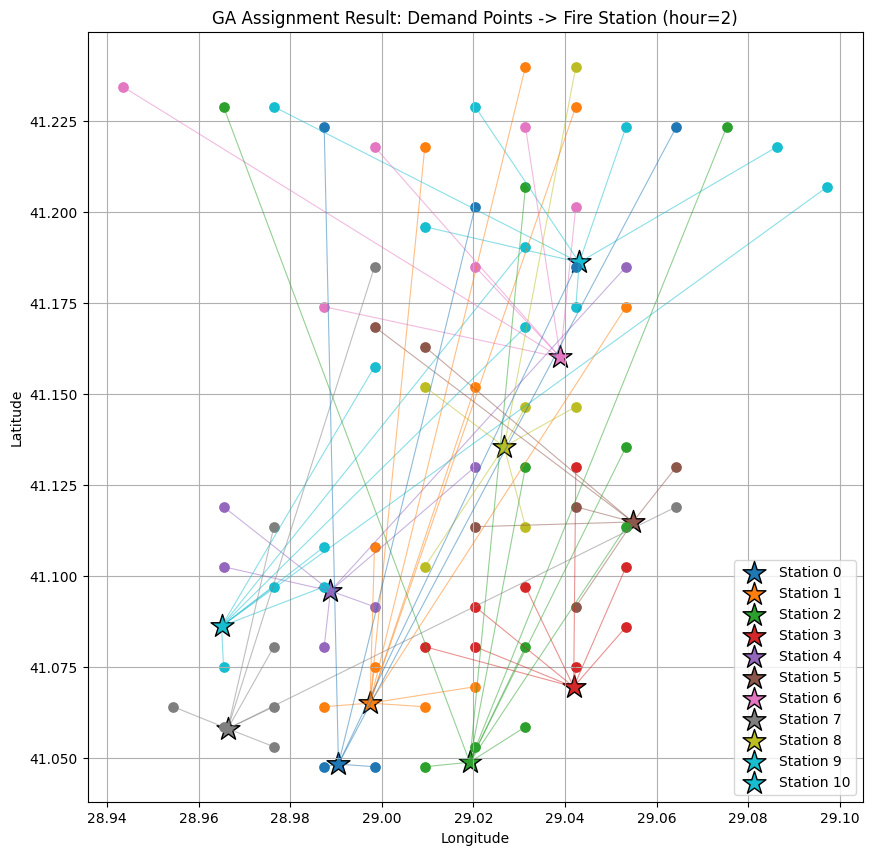 GA Assignment Result: Demand Points -> Fire Station (hour=2)
Latitude
41.225
41.200
41.175
41.150
41.125
41.100
41.075
41.050
Station 0
Station 1
Station 2
Station 3
Station 4
Station 5
Station 6
Station 7
Station 8
Station 9
Station 10
28.94 28.96 28.98 29.00 29.02 29.04 29.06 29.08 29.10
Longitude